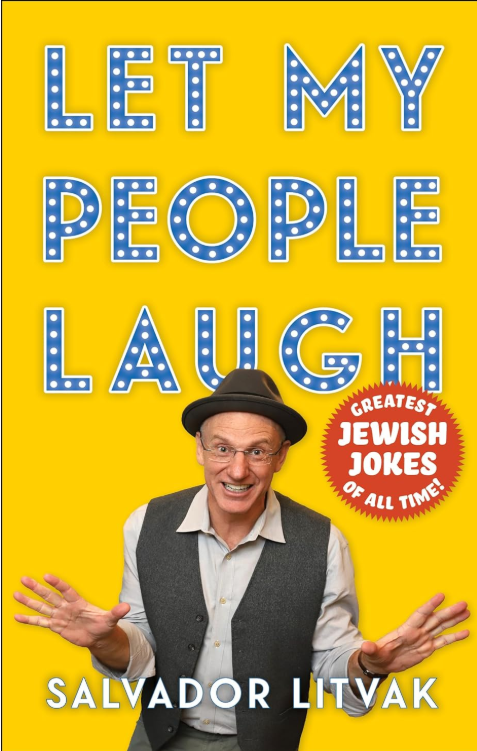 LET MY
PEOPLE
LAUGH
GREATEST
JEWISH
JOKES
OF ALL TIME!
SALVADOR LITVAK